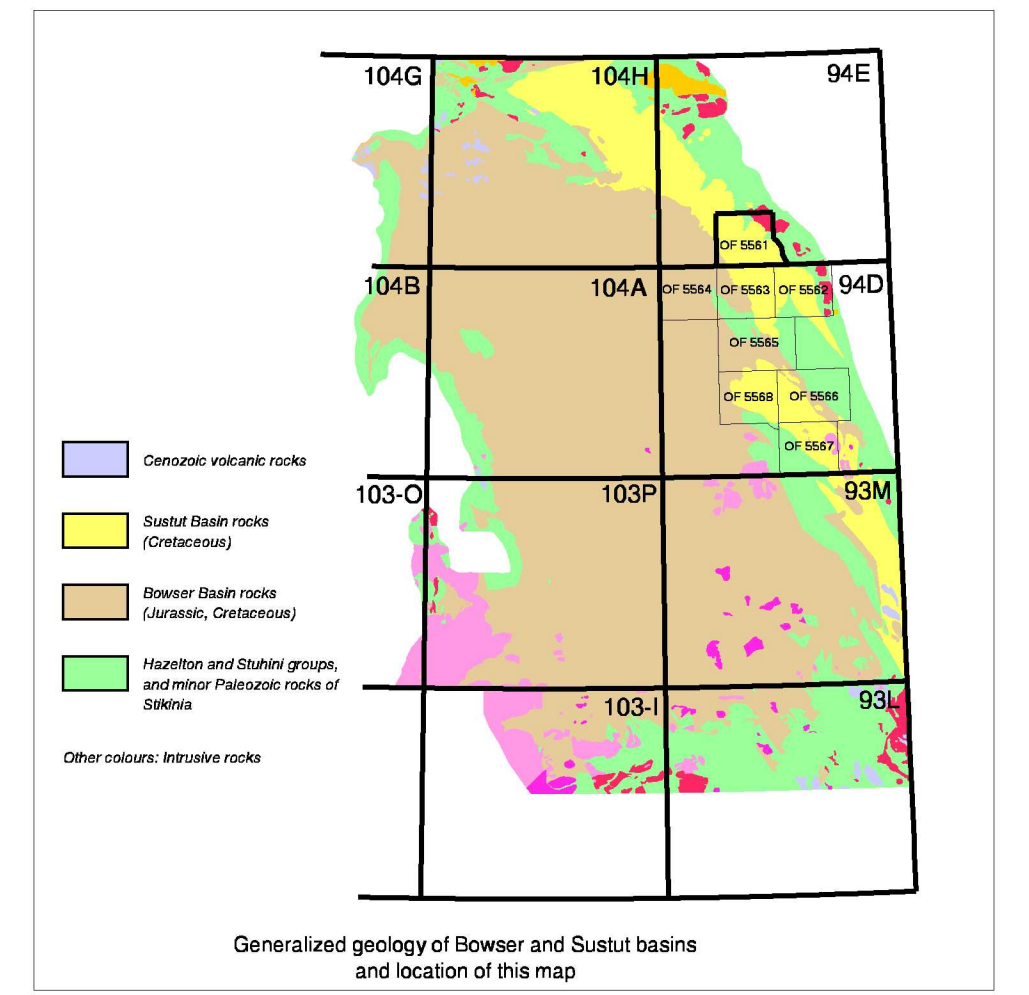 104G
104H
94E
OF 5561
104B
104A
OF 5564
OF 5563
OF 5562
94D
OF 5565
OF 5568
OF 5566
OF 5567
103-O
103P
93M
103-I
93L
Cenozoic volcanic rocks
Sustut Basin rocks
(Cretaceous)
Bowser Basin rocks
(Jurassic, Cretaceous)
Hazelton and Stuhini groups,
and minor Paleozoic rocks of
Stikinia
Other colours: Intrusive rocks
Generalized geology of Bowser and Sustut basins
and location of this map